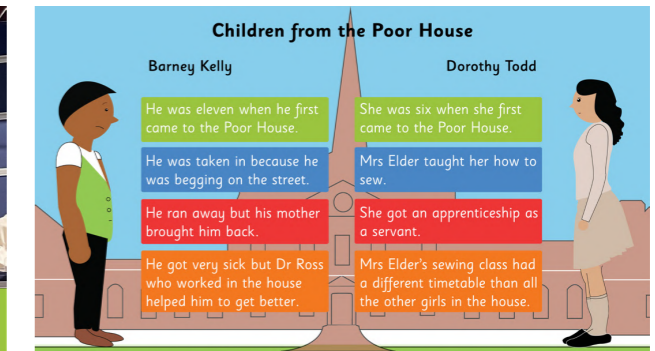 Children from the Poor House
Barney Kelly
Dorothy Todd
He was eleven when he first
came to the Poor House.
He was taken in because he
was begging on the street.
He ran away but his mother
brought him back.
He got very sick but Dr Ross
who worked in the house
helped him to get better.
She was six when she first
came to the Poor House.
Mrs Elder taught her how to
sew.
She got an apprenticeship as
a servant.
Mrs Elder's sewing class had
a different timetable than all
the other girls in the house.